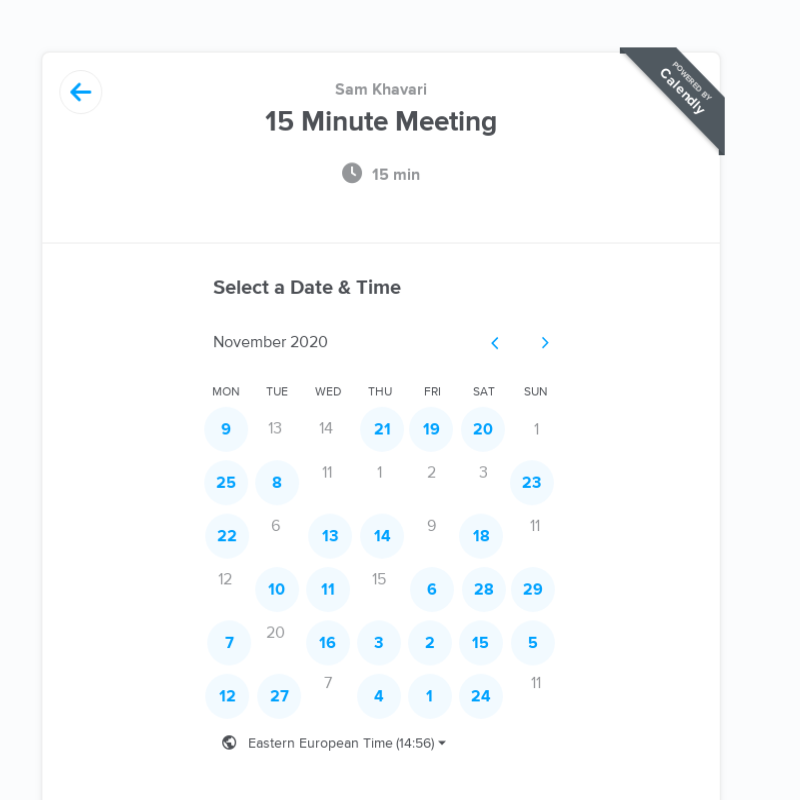 Sam Khavari
POWERED BY
Calendly
15 Minute Meeting
15 min
Select a Date & Time
November 2020
MON TUE WED THU FRI SAT SUN
9 13 14 21 19 20 1
25 8 11 1 2 3 23
22 6 13 14 9 18 11
12 10 11 15 6 28 29
7 20 16 3 2 15 5
12 27 7 4 1 24 11
Eastern European Time (14:56)